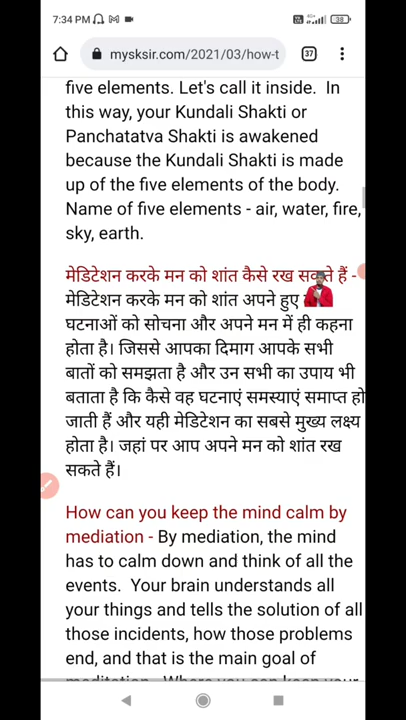 7:34 PM
38
mysksir.com/2021/03/how-t
37
five elements. Let's call it inside.  In
this way, your Kundali Shakti or
Panchatatva Shakti is awakened
because the Kundali Shakti is made
up of the five elements of the body.
Name of five elements - air, water, fire,
sky, earth.
मेडिटेशन करके मन को शांत कैसे रख सकते हैं -
मेडिटेशन करके मन को शांत अपने हुए
घटनाओं को सोचना और अपने मन में ही कहना
होता है। जिससे आपका दिमाग आपके सभी
बातों को समझता है और उन सभी का उपाय भी
बताता है कि कैसे वह घटनाएं समस्याएं समाप्त हो
जाती हैं और यही मेडिटेशन का सबसे मुख्य लक्ष्य
होता है। जहां पर आप अपने मन को शांत रख
सकते हैं।
How can you keep the mind calm by
mediation - By mediation, the mind
has to calm down and think of all the
events.  Your brain understands all
your things and tells the solution of all
those incidents, how those problems
end, and that is the main goal of